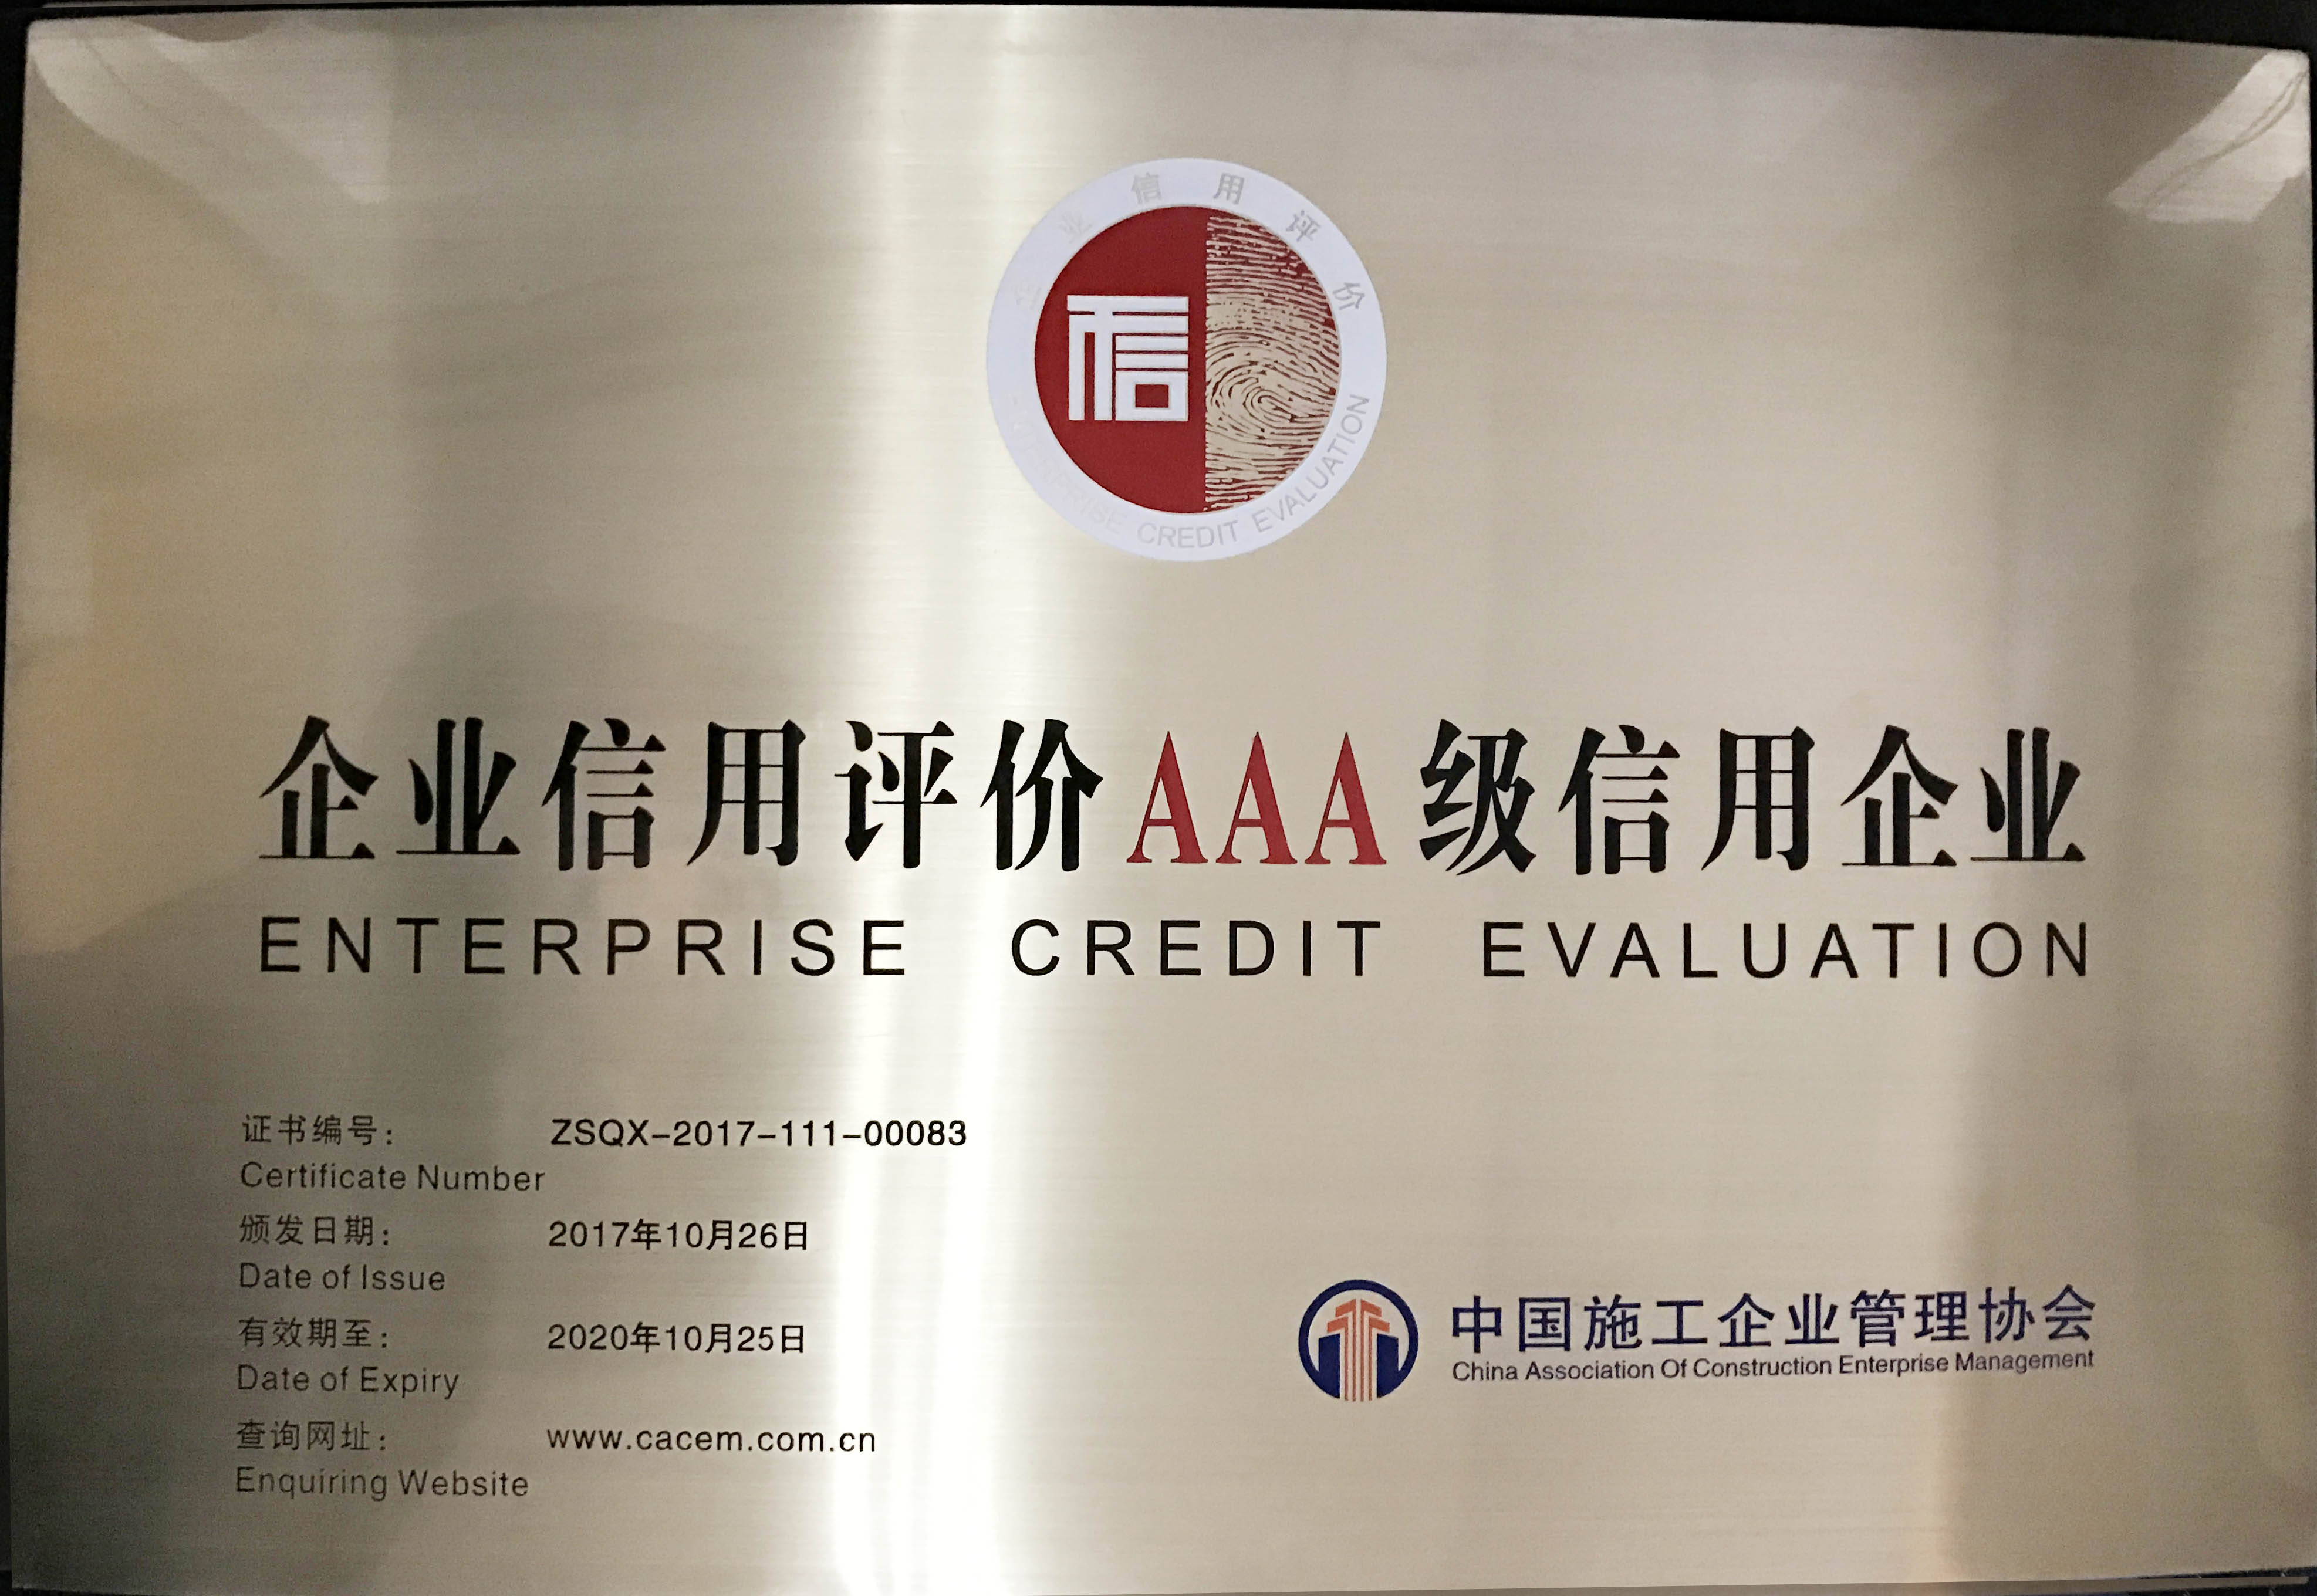 企业信用评价
信
ENTERPRISE CREDIT EVALUATION
企业信用评价AAA级信用企业
ENTERPRISE CREDIT EVALUATION
证书编号: ZSQX-2017-111-00083
Certificate Number
颁发日期: 2017年10月26日
Date of Issue
有效期至: 2020年10月25日
Date of Expiry
查询网址: www.cacem.com.cn
Enquiring Website
中国施工企业管理协会
China Association Of Construction Enterprise Management